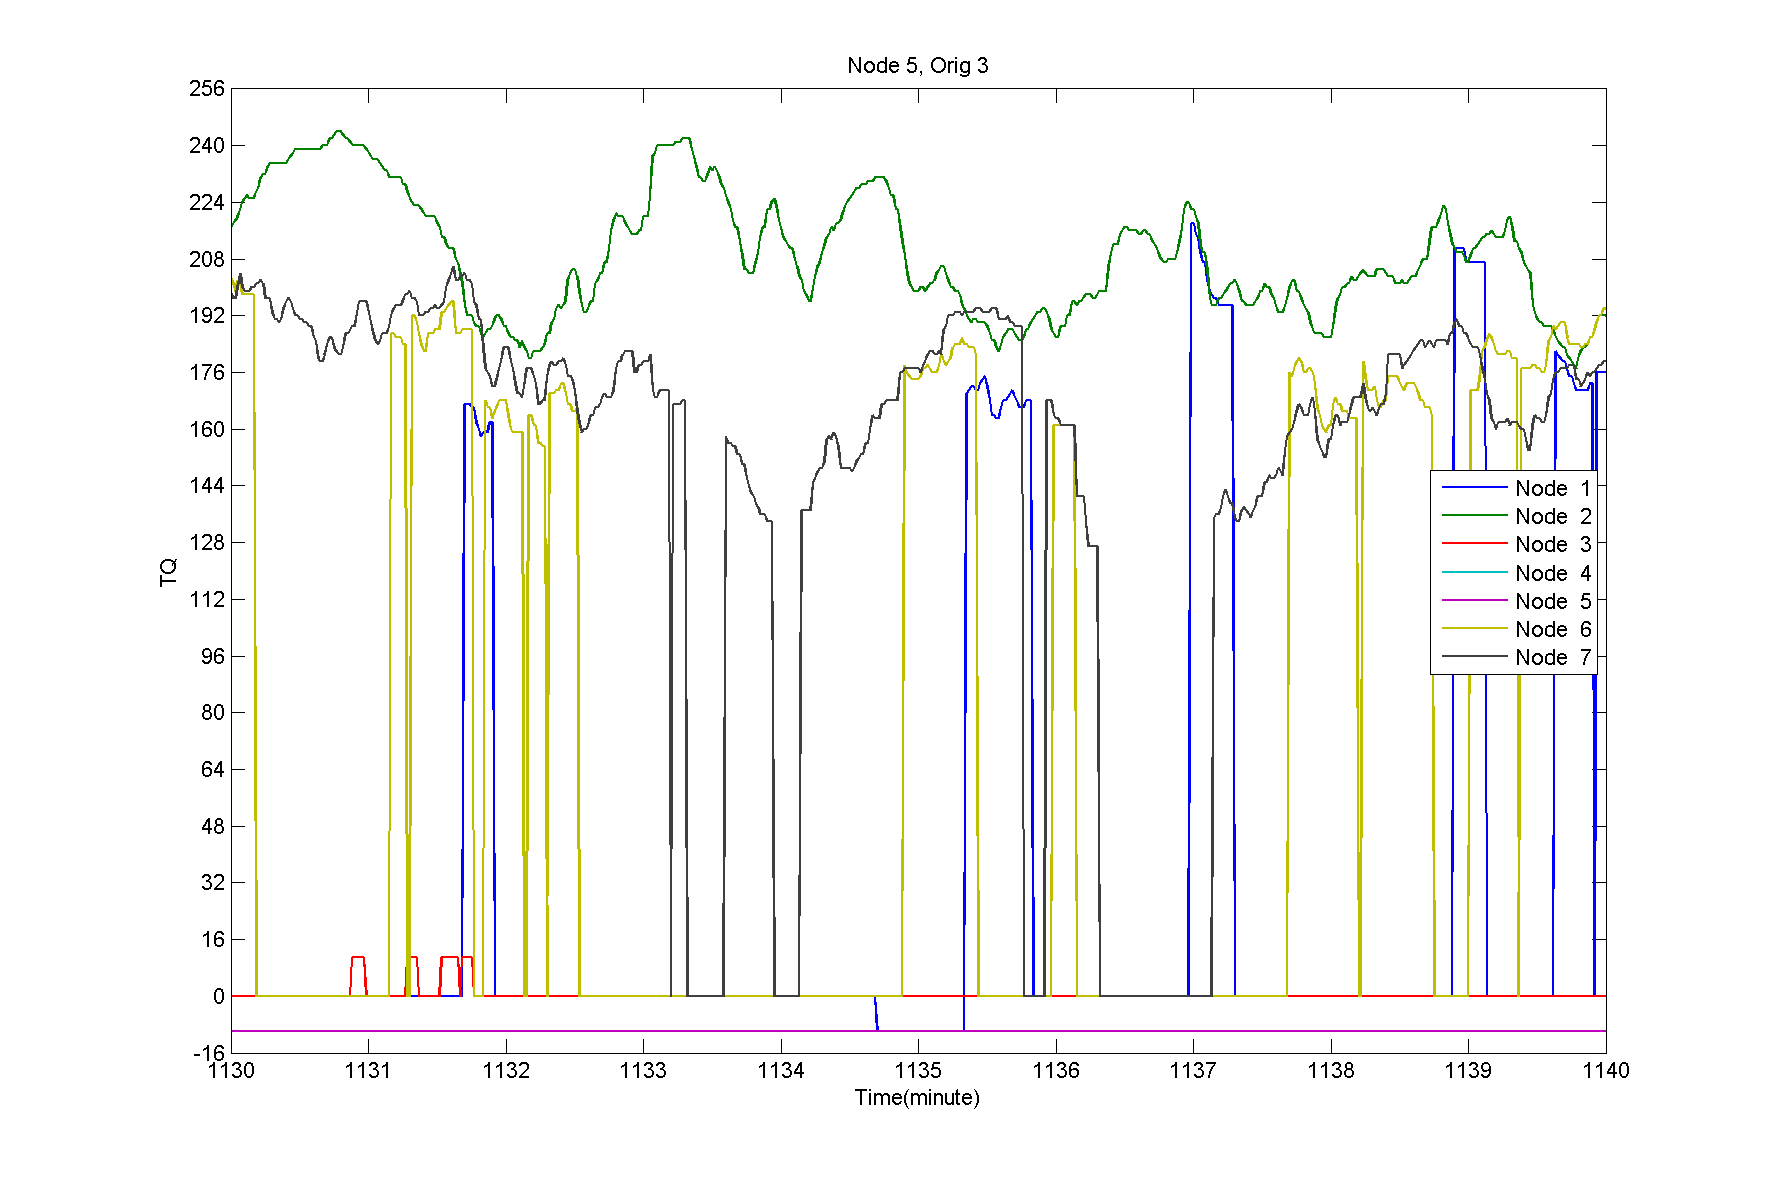 Node 5, Orig 3
256
240
224
208
192
176
160
144
128
112
96
80
64
48
32
16
0
-16
TQ
Node 1
Node 2
Node 3
Node 4
Node 5
Node 6
Node 7
1130 1131 1132 1133 1134 1135 1136 1137 1138 1139 1140
Time(minute)